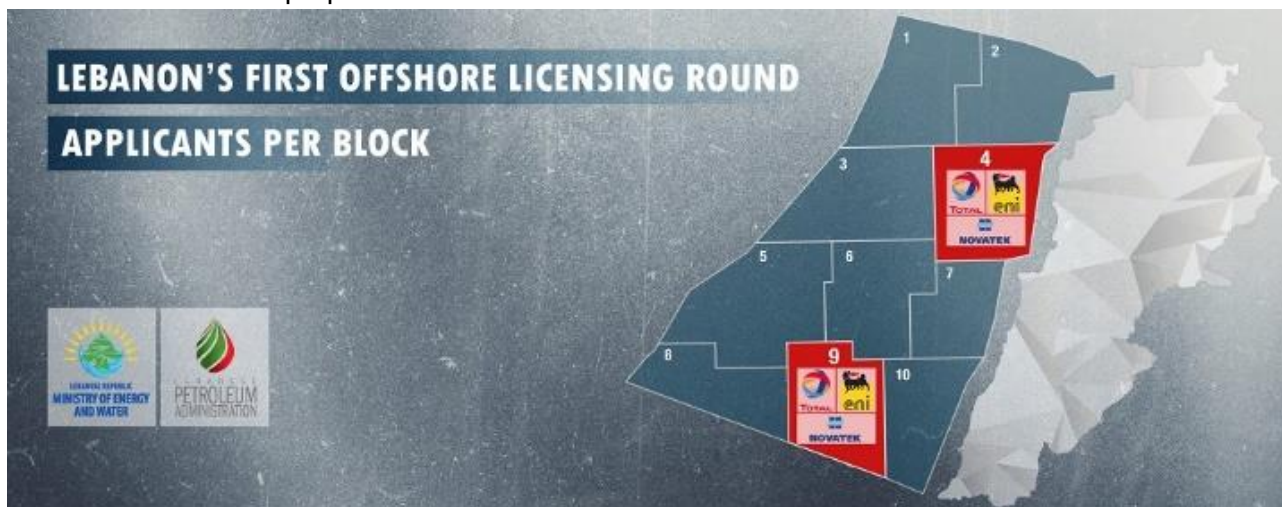 LEBANON'S FIRST OFFSHORE LICENSING ROUND
APPLICANTS PER BLOCK
1
2
3
4
TOTAL
eni
NOVATEK
5
6
7
8
9
TOTAL
eni
NOVATEK
10
LEBANESE REPUBLIC
MINISTRY OF ENERGY
AND WATER
LEBANESE
PETROLEUM
ADMINISTRATION